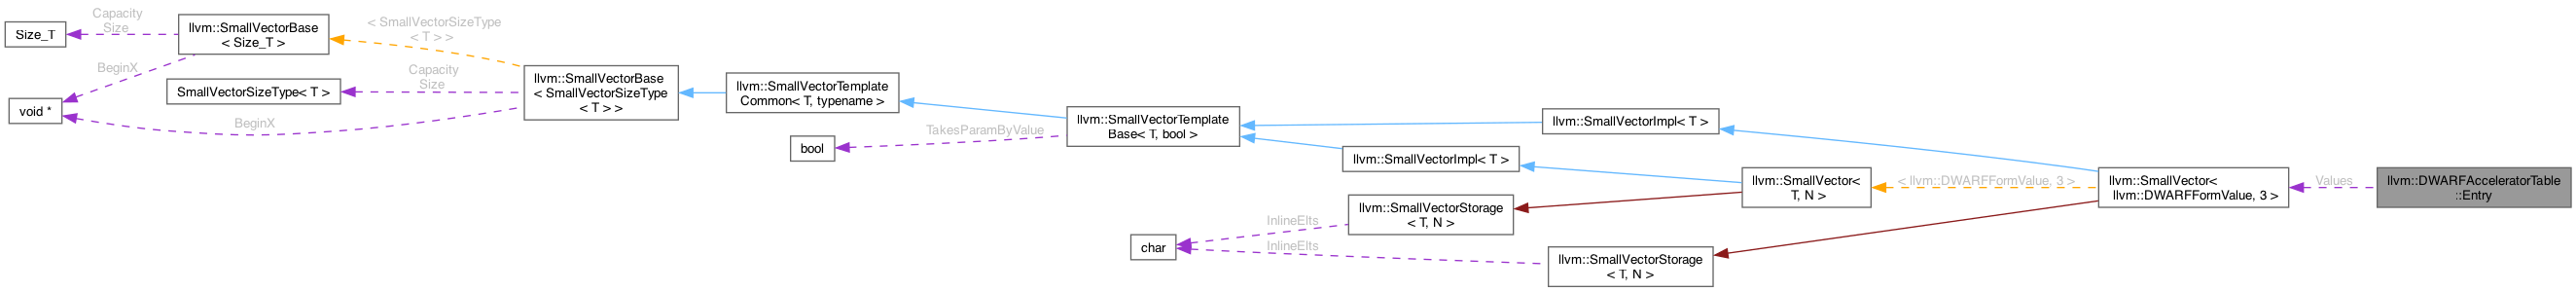 Size_T
Capacity
Size
llvm::SmallVectorBase
< Size_T >
< SmallVectorSizeType
< T > >
BeginX
void *
SmallVectorSizeType< T >
Capacity
Size
BeginX
llvm::SmallVectorBase
< SmallVectorSizeType
< T > >
llvm::SmallVectorTemplate
Common< T, typename >
bool
TakesParamByValue
llvm::SmallVectorTemplate
Base< T, bool >
llvm::SmallVectorImpl< T >
llvm::SmallVectorImpl< T >
llvm::SmallVectorStorage
< T, N >
char
InlineElts
InlineElts
llvm::SmallVectorStorage
< T, N >
llvm::SmallVector<
T, N >
< llvm::DWARFFormValue, 3 >
llvm::SmallVector<
llvm::DWARFFormValue, 3 >
Values
llvm::DWARFAcceleratorTable
::Entry